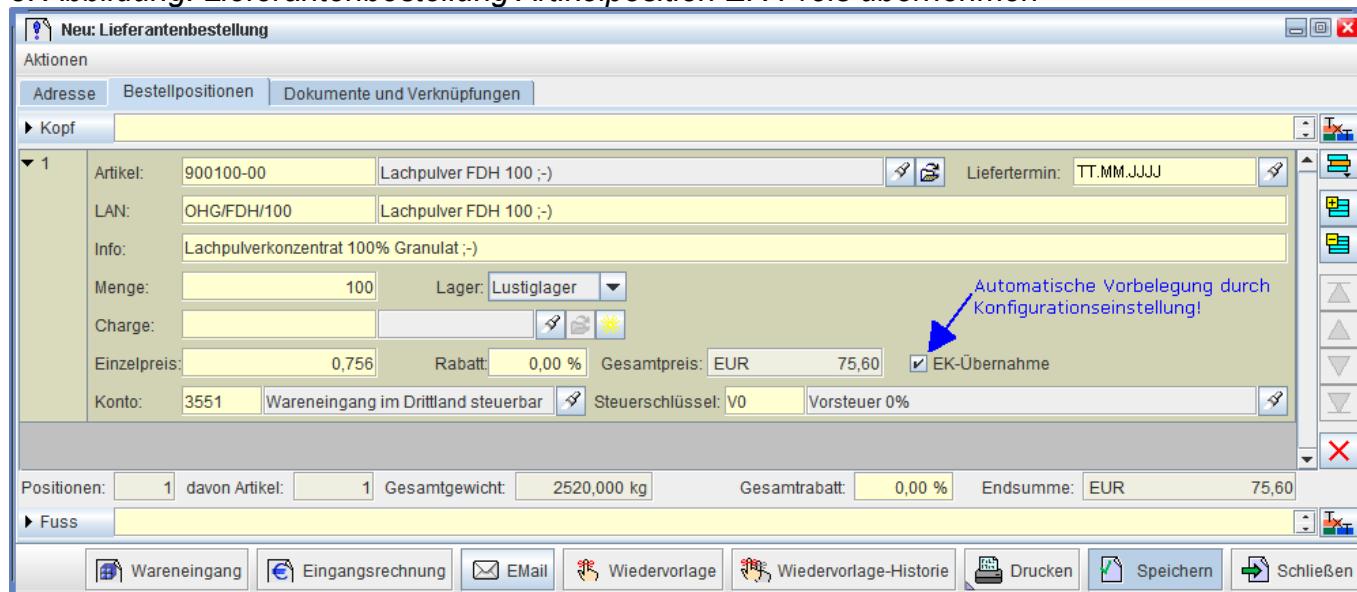 Neu: Lieferantenbestellung
Aktionen
Adresse Bestellpositionen Dokumente und Verknüpfungen
Kopf
1 Artikel: 900100-00 Lachpulver FDH 100 ;-) Liefertermin: TT.MM.JJJJ
LAN: OHG/FDH/100 Lachpulver FDH 100 ;-)
Info: Lachpulverkonzentrat 100% Granulat ;-)
Menge: 100 Lager: Lustiglager Automatische Vorbelegung durch
Konfigurationseinstellung!
Charge:
Einzelpreis: 0,756 Rabatt: 0,00 % Gesamtpreis: EUR 75,60 EK-Übernahme
Konto: 3551 Wareneingang im Drittland steuerbar Steuerschlüssel: V0 Vorsteuer 0%
Positionen: 1 davon Artikel: 1 Gesamtgewicht: 2520,000 kg Gesamtrabatt: 0,00 % Endsumme: EUR 75,60
Fuss
Wareneingang Eingangsrechnung EMail Wiedervorlage Wiedervorlage-Historie Drucken Speichern Schließen